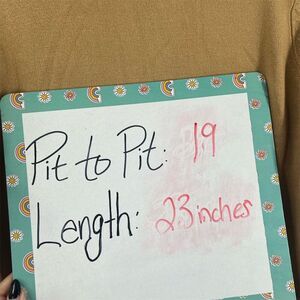 Pit to Pit: 19
Length: 23 inches